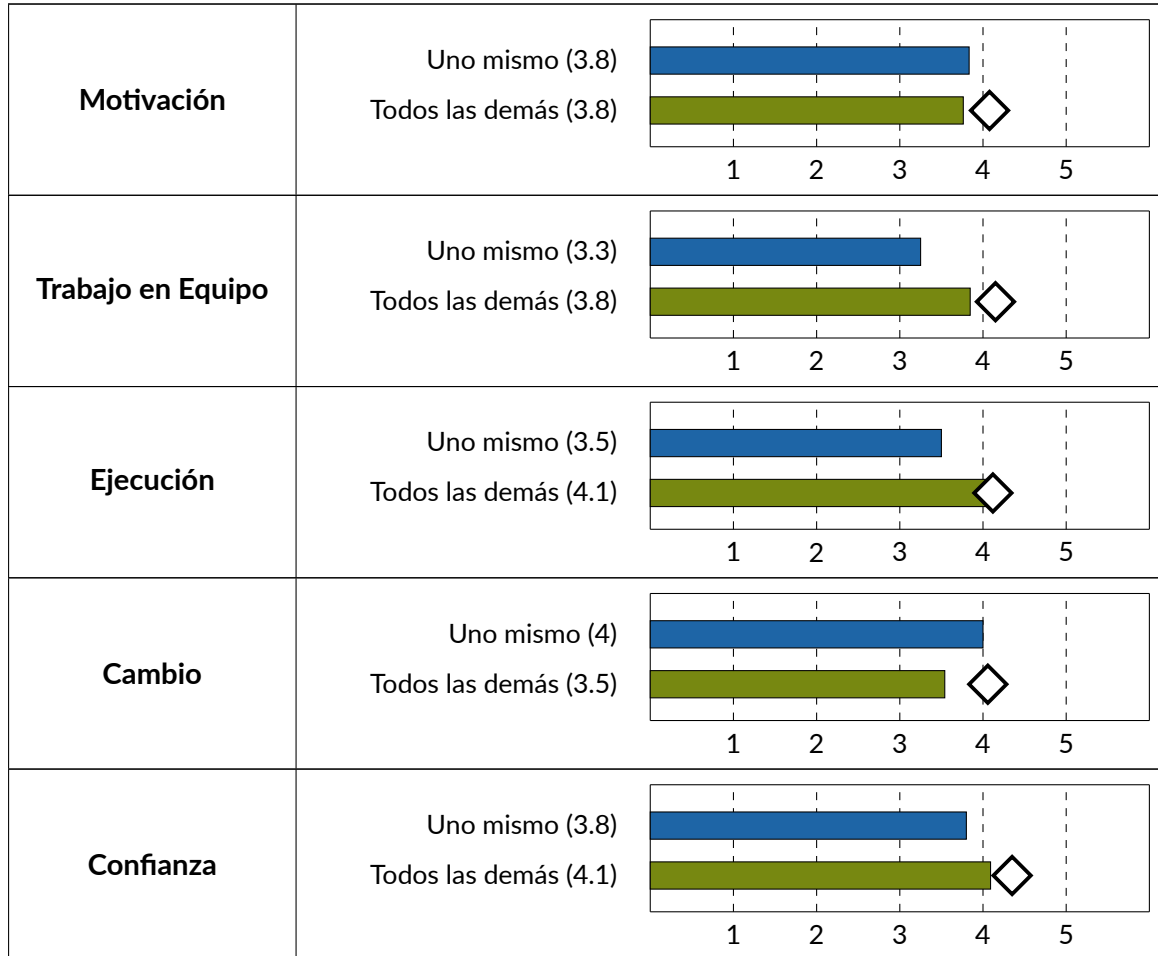 Motivación
Uno mismo (3.8)
Todos las demás (3.8)
1 2 3 4 5
Trabajo en Equipo
Uno mismo (3.3)
Todos las demás (3.8)
1 2 3 4 5
Ejecución
Uno mismo (3.5)
Todos las demás (4.1)
1 2 3 4 5
Cambio
Uno mismo (4)
Todos las demás (3.5)
1 2 3 4 5
Confianza
Uno mismo (3.8)
Todos las demás (4.1)
1 2 3 4 5